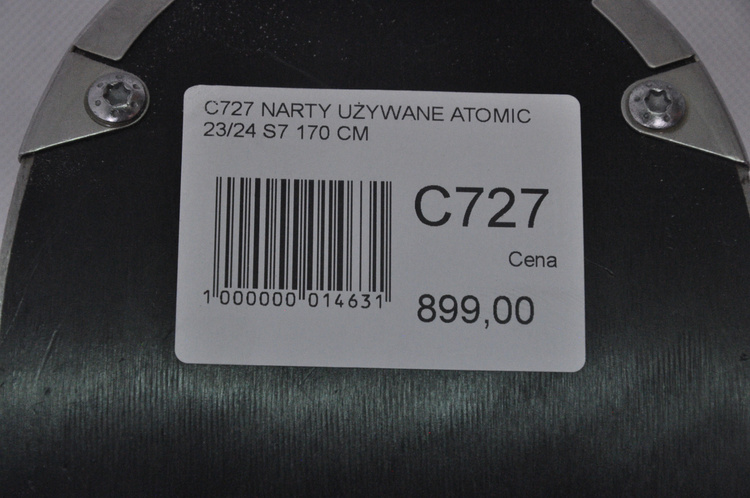 C727 NARTY UŻYWANE ATOMIC
23/24 S7 170 CM
C727
Cena
1 000000 014631
899,00